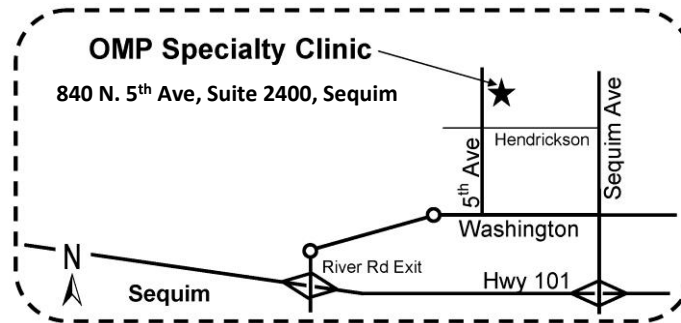 OMP Specialty Clinic
840 N. 5th Ave, Suite 2400, Sequim
Hendrickson
5th Ave
Sequim Ave
Washington
N
River Rd Exit
Hwy 101
Sequim